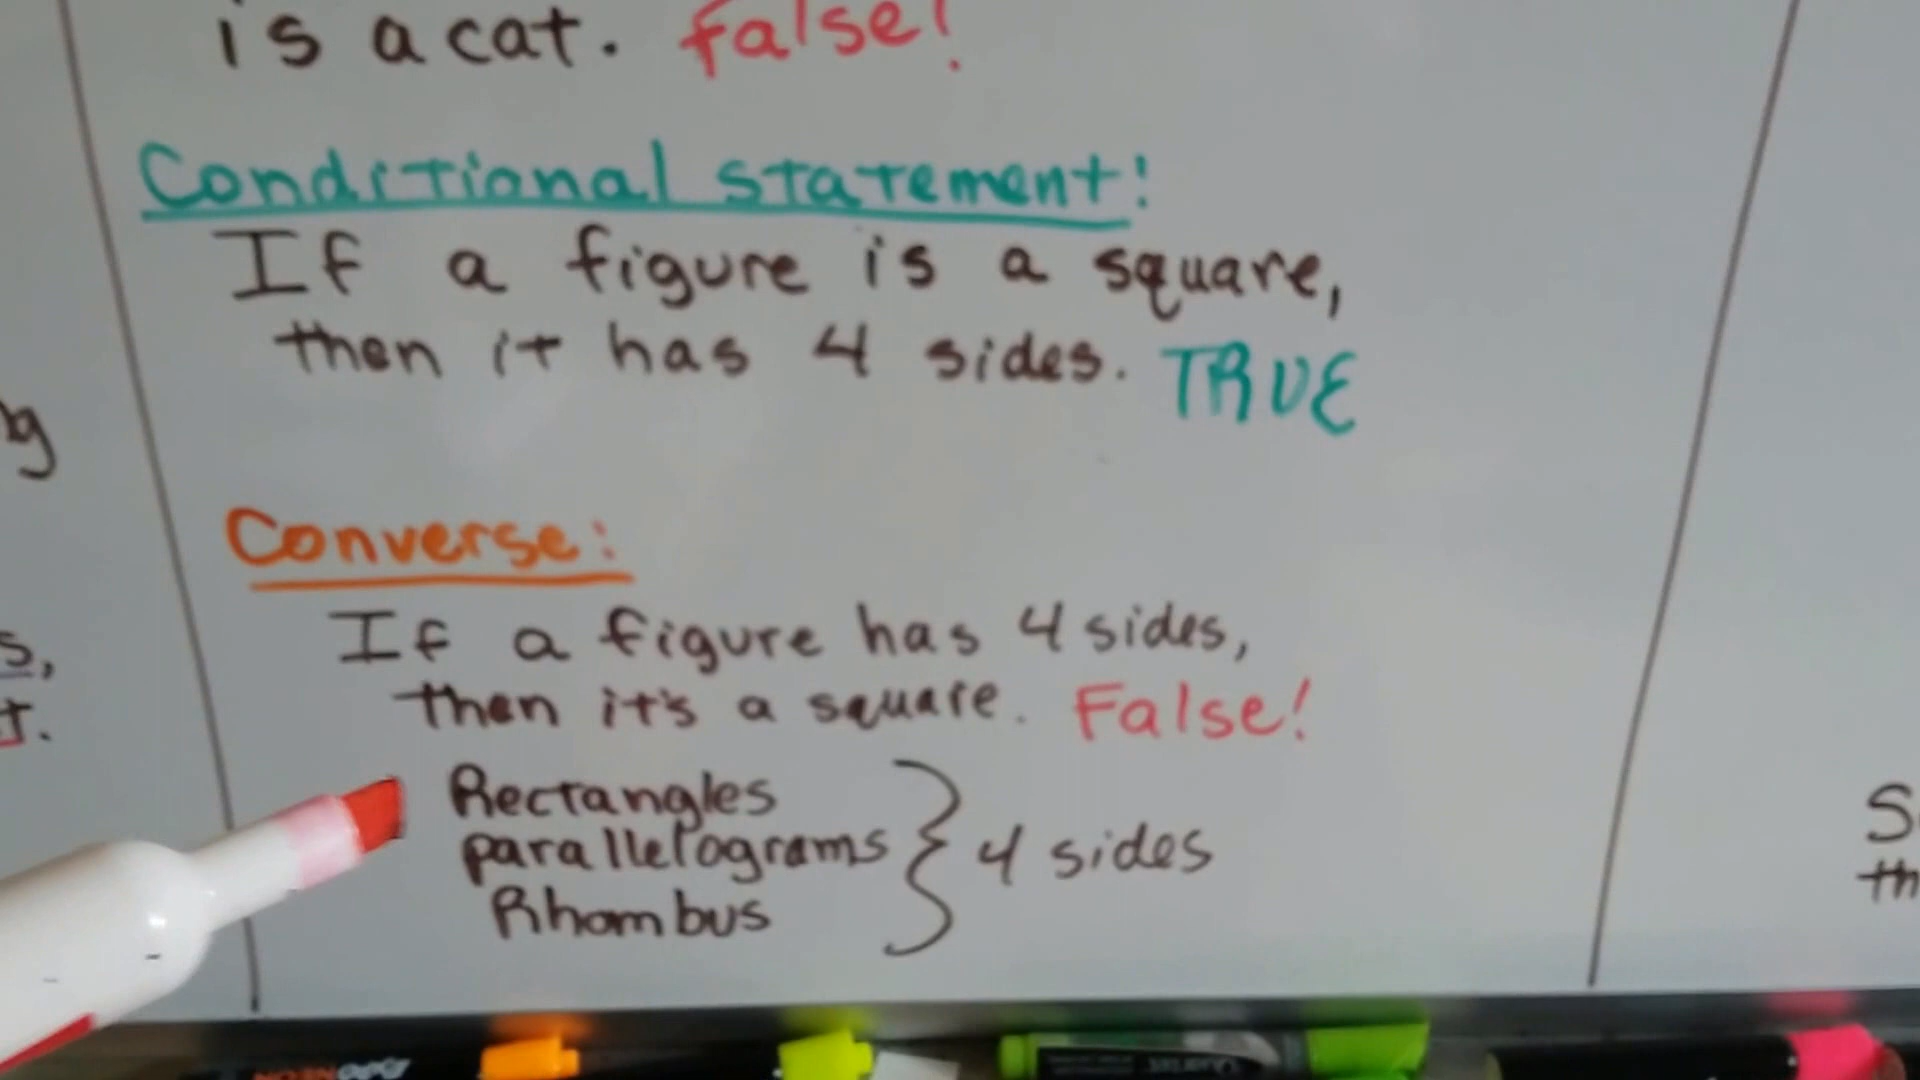 is a cat. False!
Conditional statement:
If a figure is a square,
then it has 4 sides. TRUE
Converse:
If a figure has 4 sides,
then it's a square. False!
Rectangles
parallelograms
Rhombus
4 sides